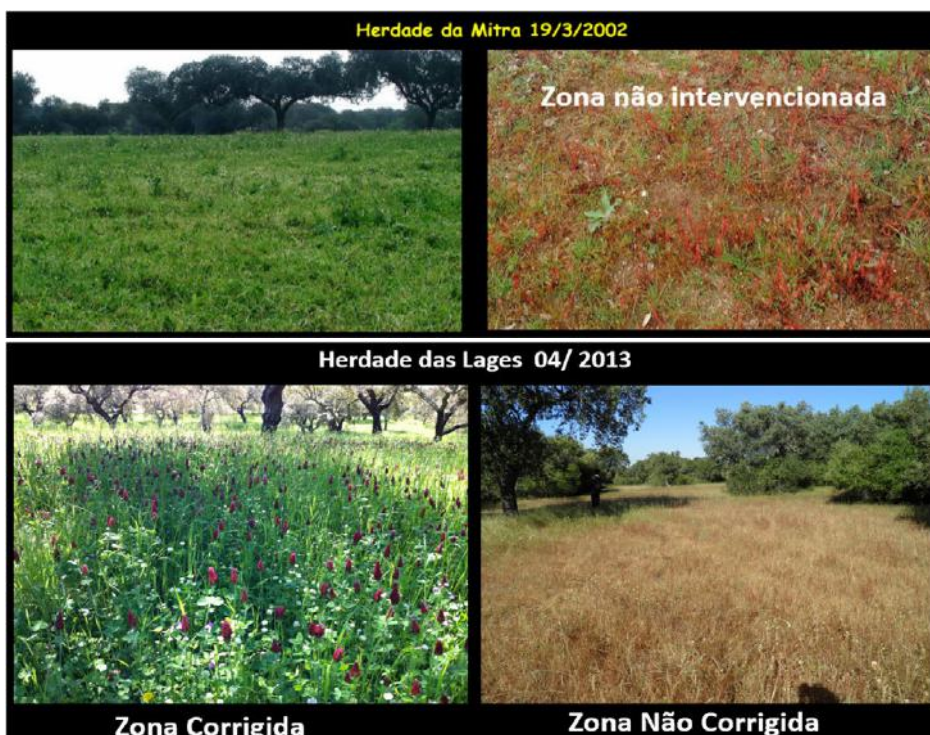 Herdade da Mitra 19/3/2002
Zona não intervencionada
Herdade das Lages 04/ 2013
Zona Corrigida
Zona Não Corrigida